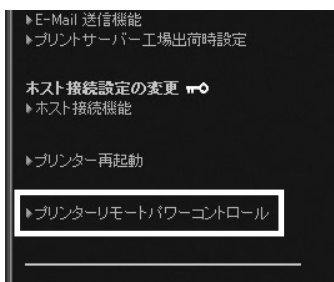 ▶E-Mail 送信機能
▶プリントサーバー工場出荷時設定
ホスト接続設定の変更
▶ホスト接続機能
▶プリンター再起動
▶プリンターリモートパワーコントロール